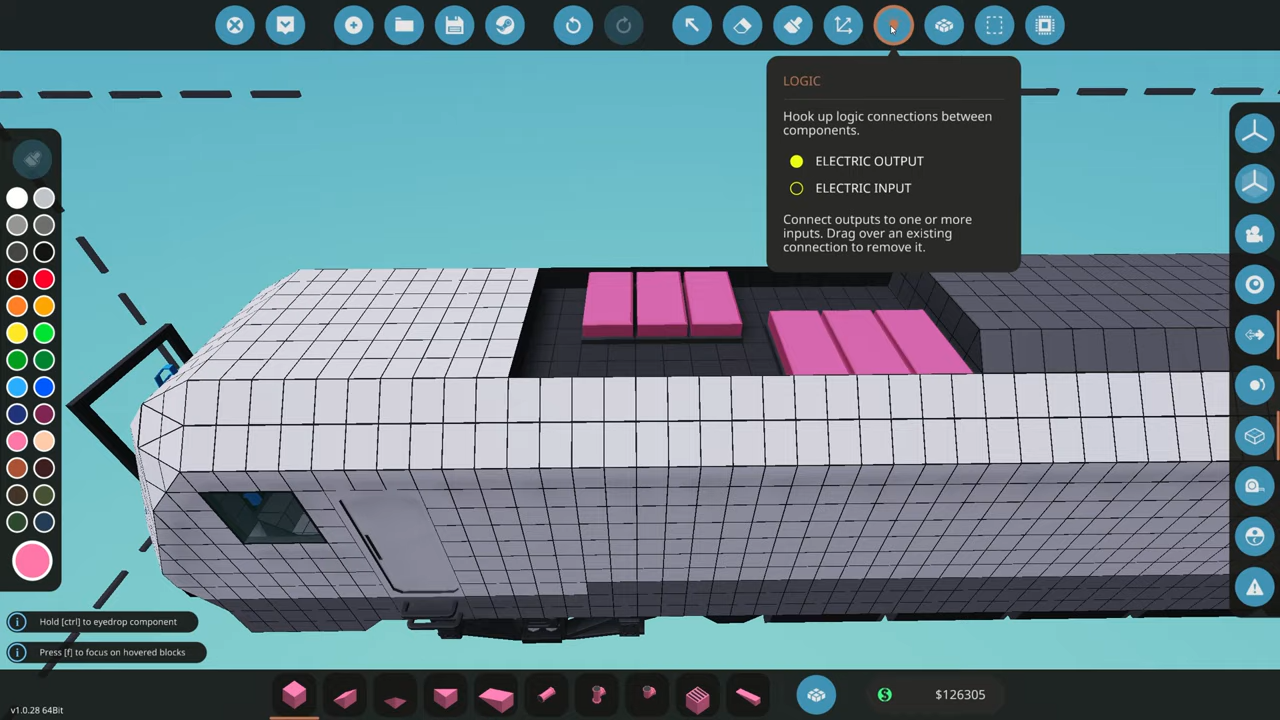 LOGIC
Hook up logic connections between
components.
ELECTRIC OUTPUT
ELECTRIC INPUT
Connect outputs to one or more
inputs. Drag over an existing
connection to remove it.
Hold [ctrl] to eyedrop component
Press [f] to focus on hovered blocks
$ $126305
v1.0.28 64Bit